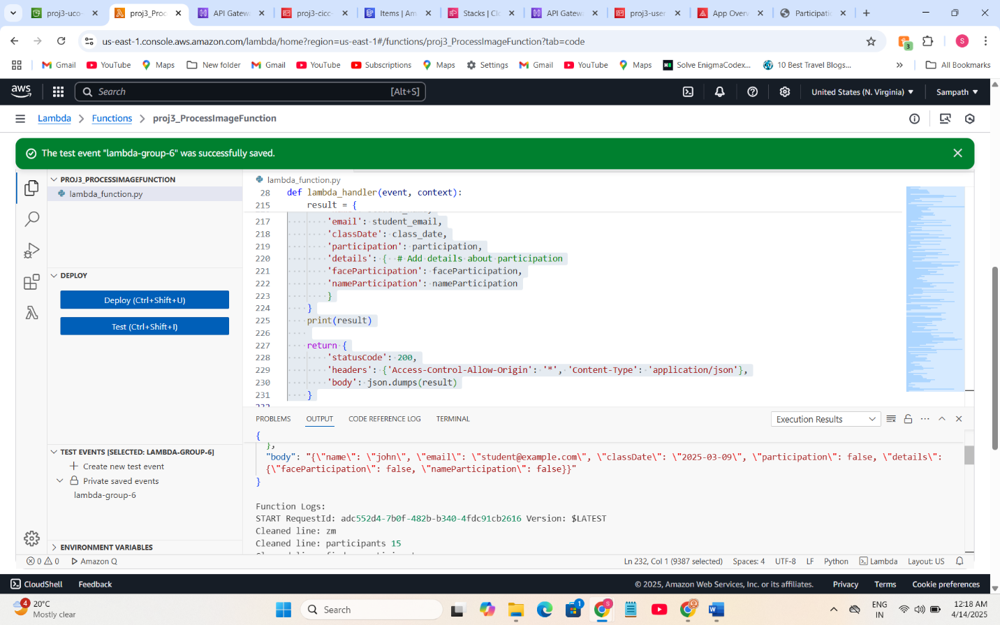 proj3-uco-
proj3_Proc
API Gatew
proj3-cicc-
Items | Am
Stacks | Cl
API Gatew
proj3-user
App Over
Participati
us-east-1.console.aws.amazon.com/lambda/home?region=us-east-1#/functions/proj3_ProcessImageFunction?tab=code
3
S
Gmail
YouTube
Maps
New folder
Gmail
YouTube
Subscriptions
Maps
Settings
Gmail
YouTube
Maps
Solve EnigmaCodex...
10 Best Travel Blogs...
»
All Bookmarks
aws
Search
[Alt+S]
United States (N. Virginia)
Sampath
Lambda
Functions
proj3_ProcessImageFunction
The test event "lambda-group-6" was successfully saved.
PROJ3_PROCESSIMAGEFUNCTION
lambda_function.py
DEPLOY
Deploy (Ctrl+Shift+U)
Test (Ctrl+Shift+I)
TEST EVENTS [SELECTED: LAMBDA-GROUP-6]
Create new test event
Private saved events
lambda-group-6
ENVIRONMENT VARIABLES
lambda_function.py
28 def lambda_handler(event, context):
215 result = {
217 'email': student_email,
218 'classDate': class_date,
219 'participation': participation,
220 'details': { # Add details about participation
221 'faceParticipation': faceParticipation,
222 'nameParticipation': nameParticipation
223 }
224 }
225 print(result)
226
227 return {
228 'statusCode': 200,
229 'headers': {'Access-Control-Allow-Origin': '*', 'Content-Type': 'application/json'},
230 'body': json.dumps(result)
231 }
PROBLEMS
OUTPUT
CODE REFERENCE LOG
TERMINAL
Execution Results
{
},
"body": "{\"name\": \"john\", \"email\": \"student@example.com\", \"classDate\": \"2025-03-09\", \"participation\": false, \"details\":
{\"faceParticipation\": false, \"nameParticipation\": false}}"
}
Function Logs:
START RequestId: adc552d4-7b0f-482b-b340-4fdc91cb2616 Version: $LATEST
Cleaned line: zm
Cleaned line: participants 15
0
0
Amazon Q
Ln 232, Col 1 (9387 selected)
Spaces: 4
UTF-8
LF
Python
Lambda
Layout: US
CloudShell
Feedback
© 2025, Amazon Web Services, Inc. or its affiliates.
Privacy
Terms
Cookie preferences
4
20°C
Mostly clear
Search
1
S
ENG
IN
12:18 AM
4/14/2025